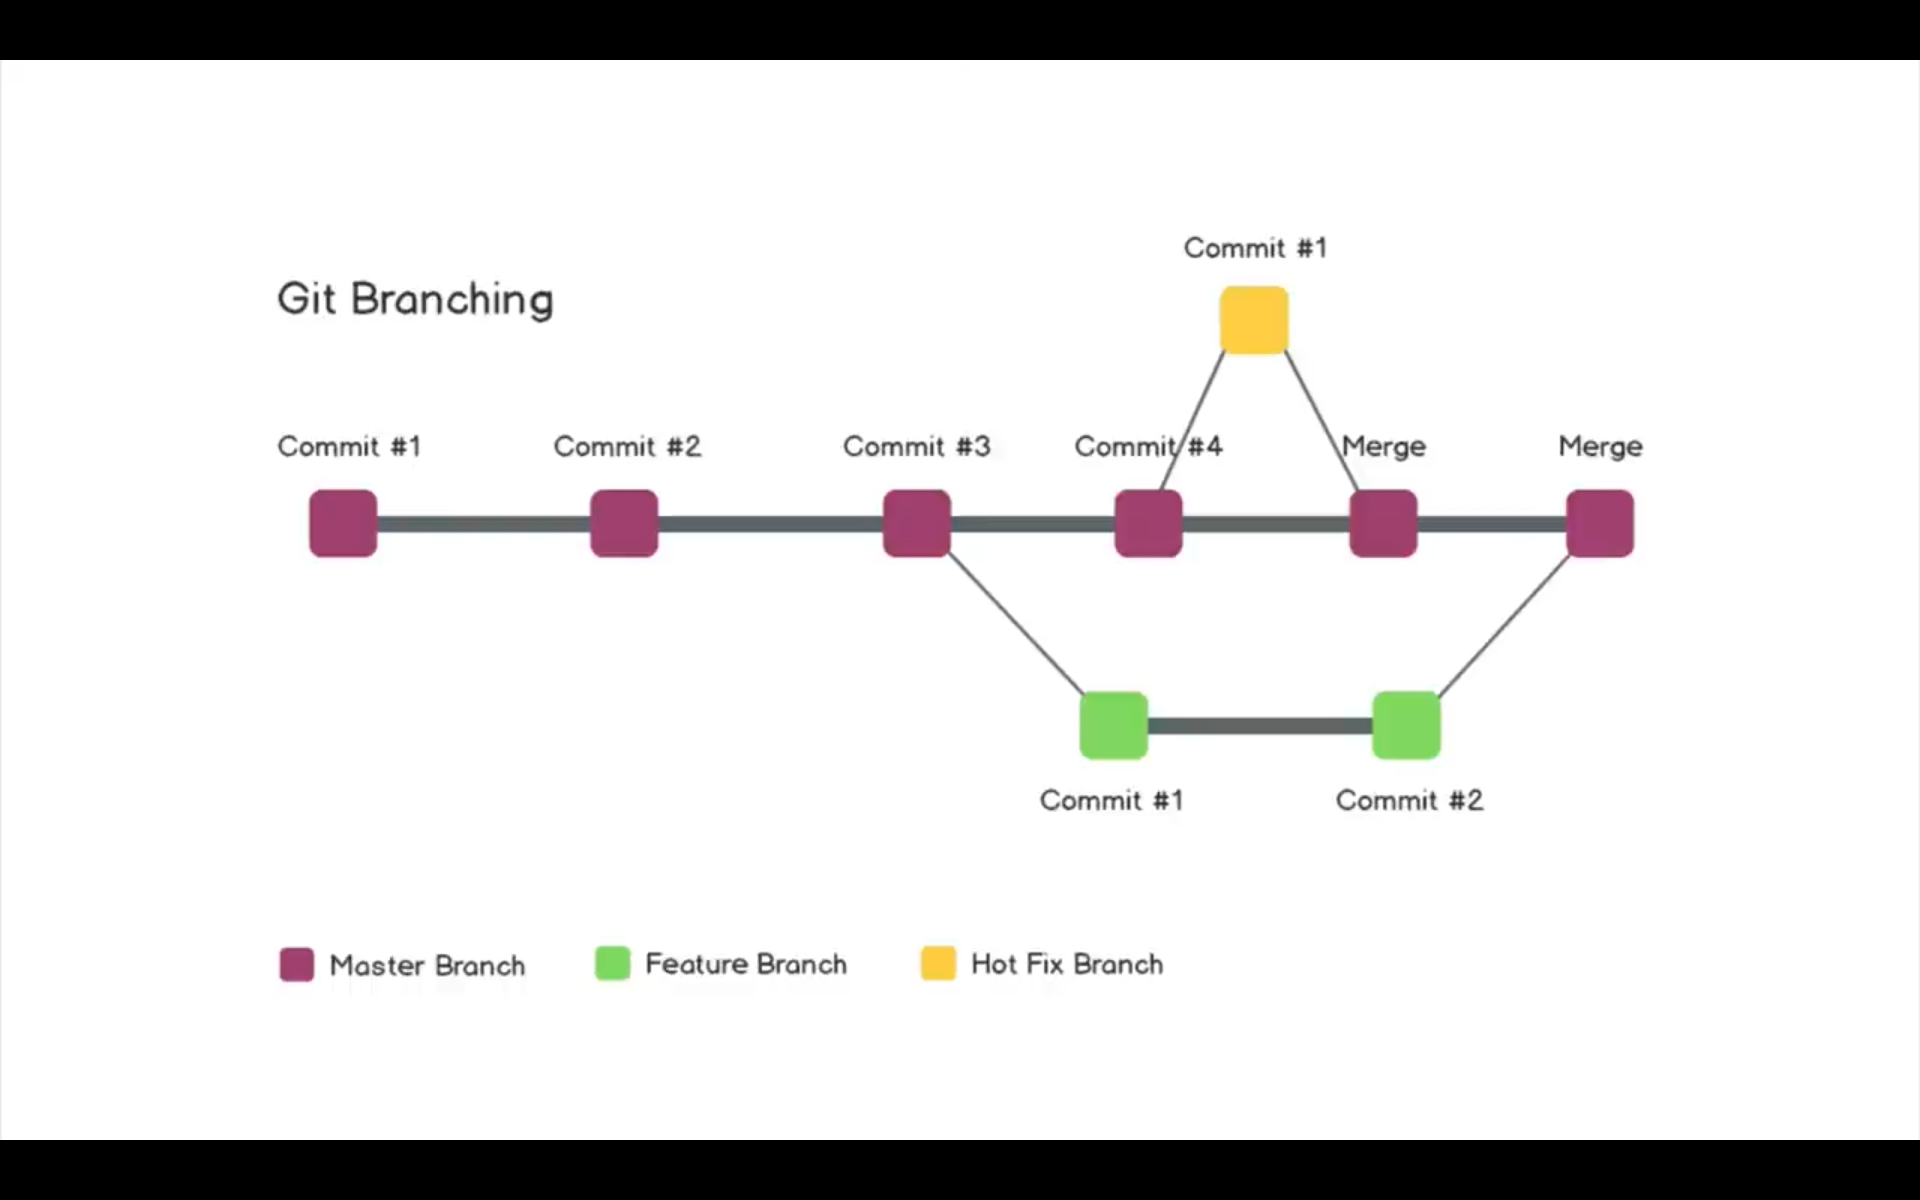 Commit #1
Git Branching
Commit #1 Commit #2 Commit #3 Commit #4 Merge Merge
Commit #1 Commit #2
Master Branch Feature Branch Hot Fix Branch